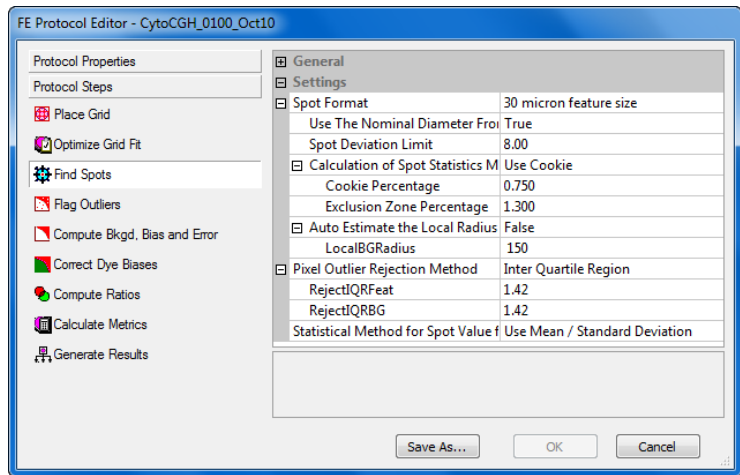 FE Protocol Editor - CytoCGH_0100_Oct10
Protocol Properties
Protocol Steps
Place Grid
Optimize Grid Fit
Find Spots
Flag Outliers
Compute Bkgd, Bias and Error
Correct Dye Biases
Compute Ratios
Calculate Metrics
Generate Results
General
Settings
Spot Format 30 micron feature size
Use The Nominal Diameter Fror True
Spot Deviation Limit 8.00
Calculation of Spot Statistics M Use Cookie
Cookie Percentage 0.750
Exclusion Zone Percentage 1.300
Auto Estimate the Local Radius False
LocalBGRadius 150
Pixel Outlier Rejection Method Inter Quartile Region
RejectIQRFeat 1.42
RejectIQRBG 1.42
Statistical Method for Spot Value f Use Mean / Standard Deviation
Save As... OK Cancel